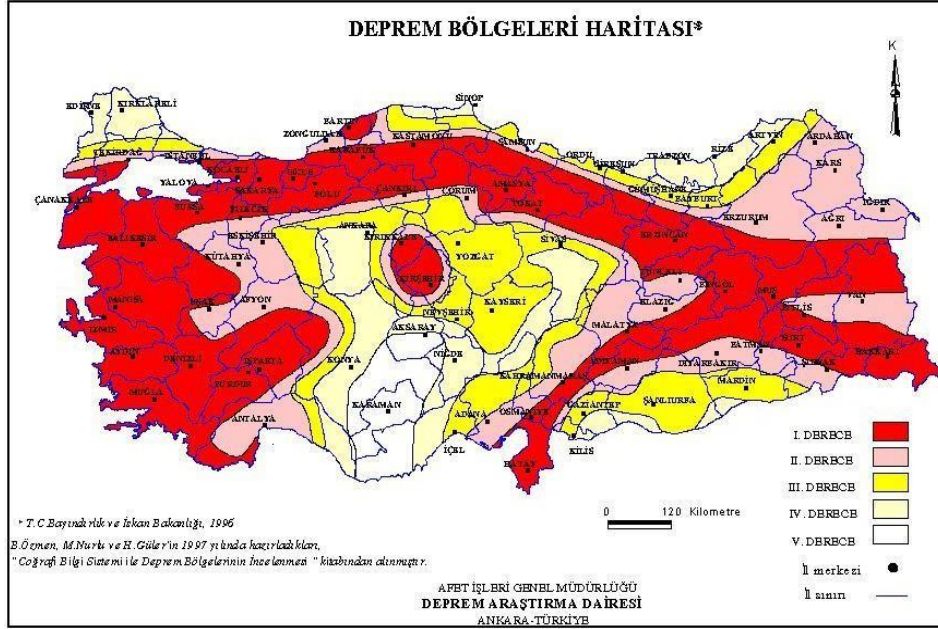 DEPREM BÖLGELERİ HARİTASI*
K
SİNOP
EDİRNE
KIRKLARELİ
BARTIN
ZONGULDAK
KASTAMONU
SAMSUN
ARTVİN
ARDAHAN
TEKİRDAĞ
İSTANBUL
KOCAELİ
KARABÜK
ORDU
GİRESUN
TRABZON
RİZE
KARS
YALOVA
SAKARYA
BOLU
ÇANKIRI
ÇORUM
AMASYA
GÜMÜŞHANE
BAYBURT
ÇANAKKALE
BURSA
BİLECİK
TOKAT
ERZURUM
AĞRI
IĞDIR
BALIKESİR
ESKİŞEHİR
ANKARA
KIRIKKALE
SİVAS
ERZİNCAN
KÜTAHYA
YOZGAT
KIRŞEHİR
TUNCELİ
BİNGÖL
MUŞ
VAN
MANİSA
UŞAK
AFYON
KAYSERİ
ELAZIĞ
BİTLİS
İZMİR
NEVŞEHİR
AKSARAY
MALATYA
AYDIN
DENİZLİ
ISPARTA
KONYA
NİĞDE
ADIYAMAN
DİYARBAKIR
BATMAN
SİİRT
ŞIRNAK
HAKKARİ
BURDUR
KAHRAMANMARAŞ
MARDİN
MUĞLA
ANTALYA
KARAMAN
ADANA
OSMANİYE
GAZİANTEP
ŞANLIURFA
İÇEL
KİLİS
HATAY
I. DERECE
II. DERECE
III. DERECE
IV. DERECE
V. DERECE
İl merkezi
İl sınırı
0 120 Kilometre
* T.C.Bayındırlık ve İskan Bakanlığı, 1996
B.Özmen, M.Nurlu ve H.Güler'in 1997 yılında hazırladıkları,
"Coğrafi Bilgi Sistemi ile Deprem Bölgelerinin İncelenmesi " kitabından alınmıştır.
AFET İŞLERİ GENEL MÜDÜRLÜĞÜ
DEPREM ARAŞTIRMA DAİRESİ
ANKARA-TÜRKİYE